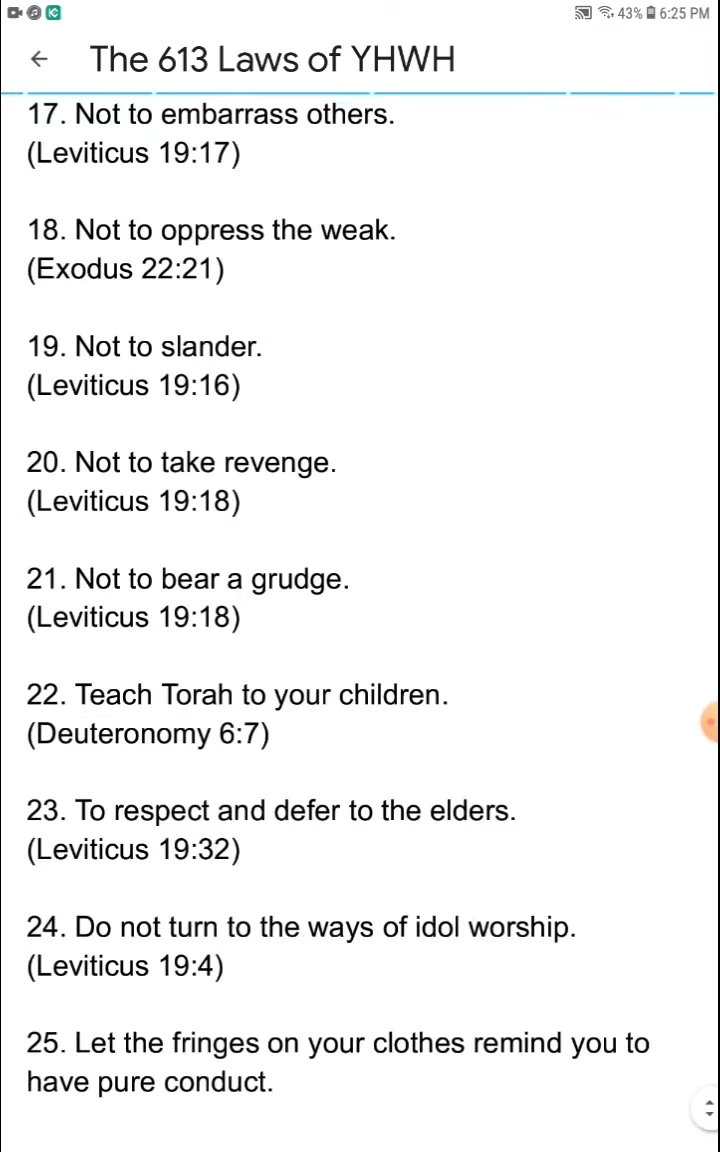 43% 6:25 PM
The 613 Laws of YHWH
17. Not to embarrass others.
(Leviticus 19:17)
18. Not to oppress the weak.
(Exodus 22:21)
19. Not to slander.
(Leviticus 19:16)
20. Not to take revenge.
(Leviticus 19:18)
21. Not to bear a grudge.
(Leviticus 19:18)
22. Teach Torah to your children.
(Deuteronomy 6:7)
23. To respect and defer to the elders.
(Leviticus 19:32)
24. Do not turn to the ways of idol worship.
(Leviticus 19:4)
25. Let the fringes on your clothes remind you to
have pure conduct.